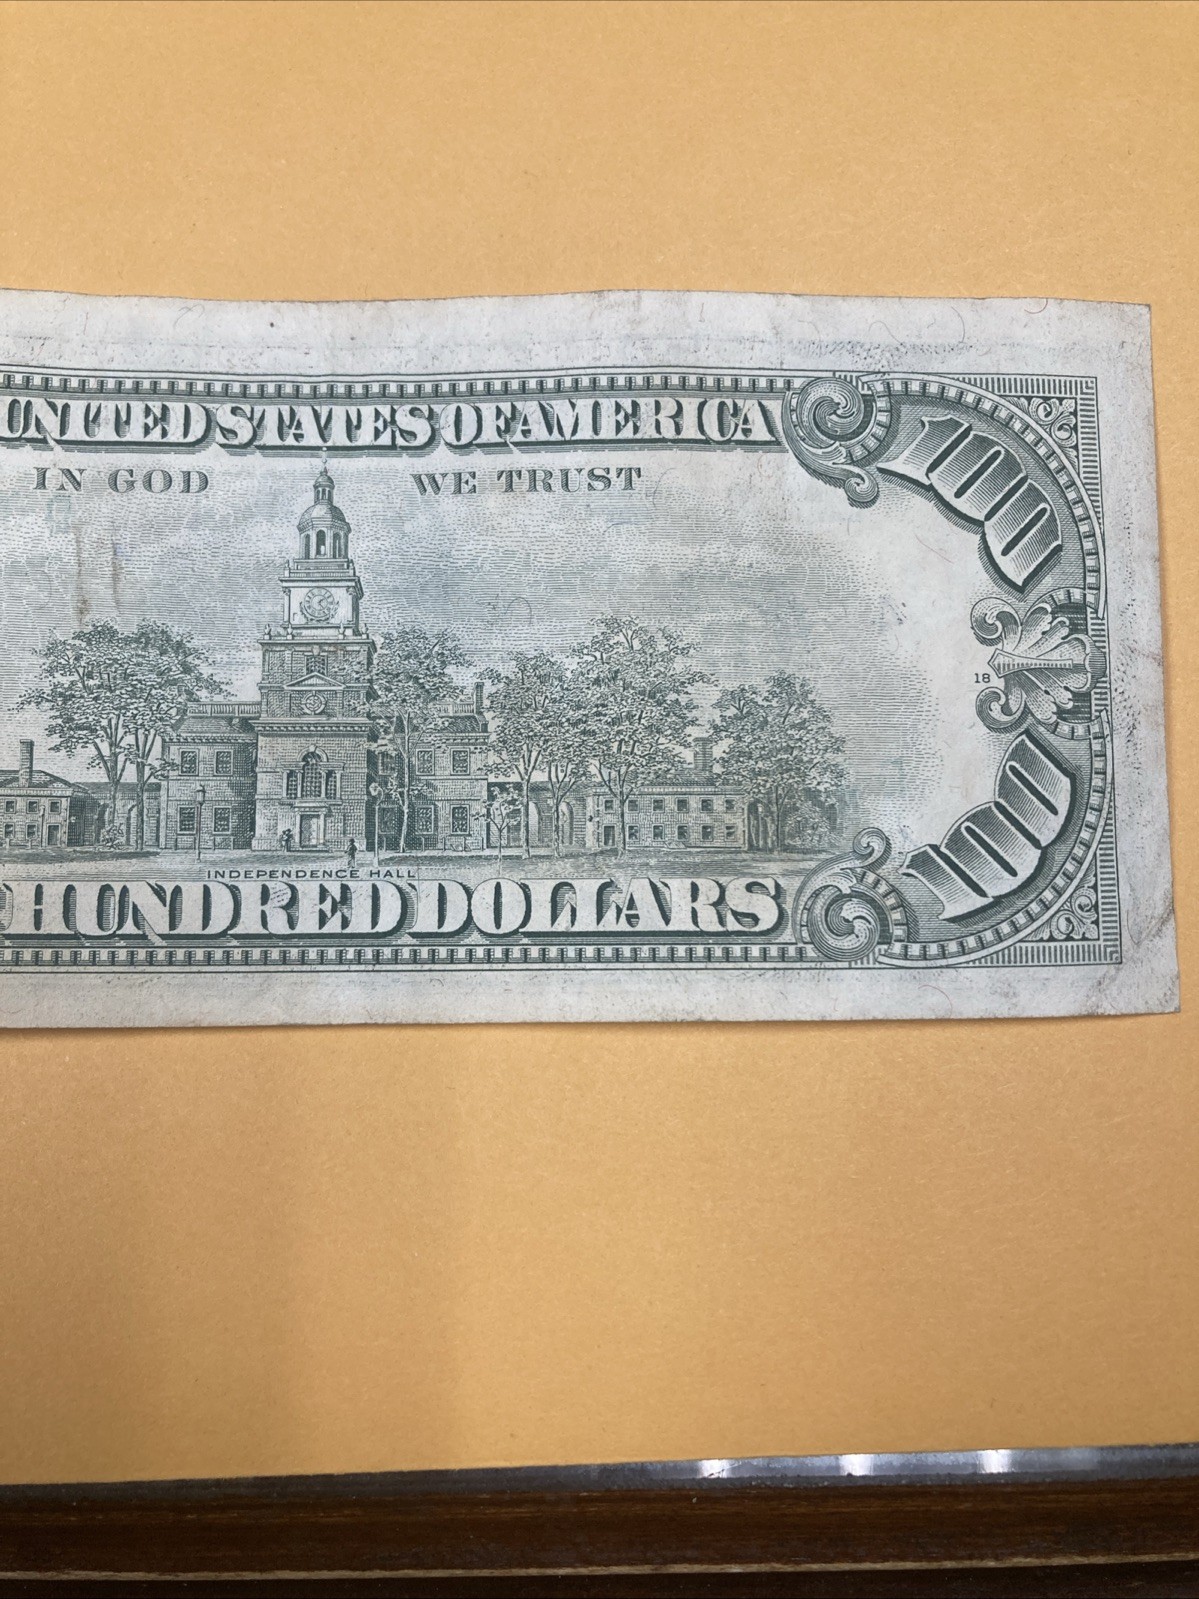 UNITED STATES OF AMERICA
100
IN GOD WE TRUST
18
INDEPENDENCE HALL
100
HUNDRED DOLLARS